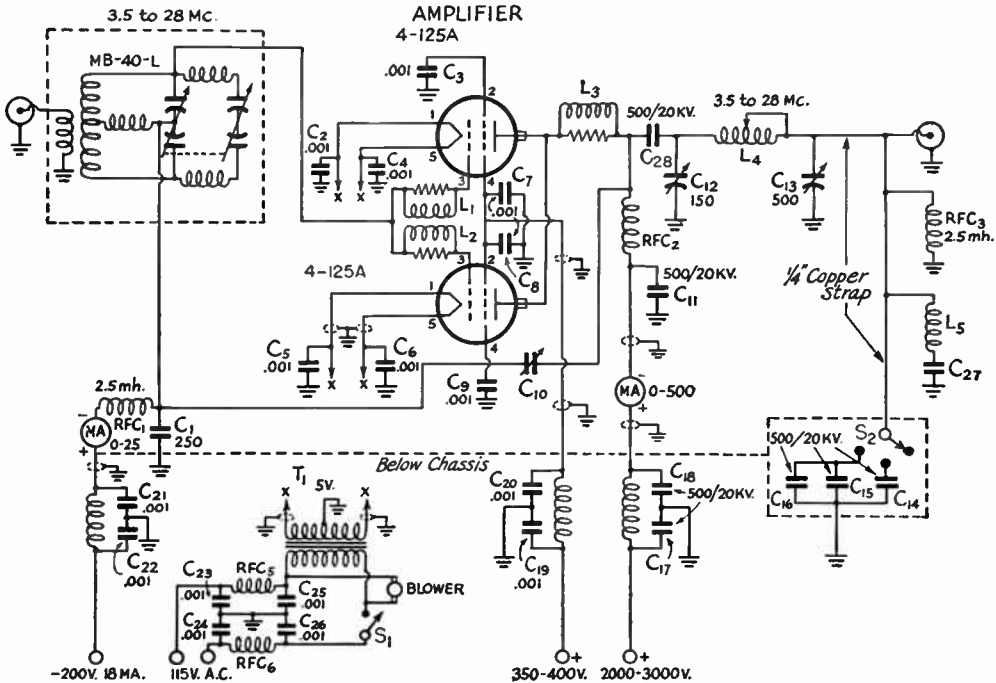 AMPLIFIER
3.5 to 28 Mc.
4-125A
MB-40-L
C3
.001
2
L3
3.5 to 28 Mc.
500/20KV.
1
C2
.001
5
C4
.001
C28
L4
C7
.001
C12
150
C13
500
3
4
L1
RFC3
2.5mh.
L2
RFC2
3
2
C8
1/4" Copper
Strap
4-125A
1
5
500/20KV.
C11
4
L5
C5
.001
C6
.001
x
x
x
x
C9
.001
C10
C27
2.5mh.
-
MA
0-500
+
-
MA
0-25
+
RFC1
C1
250
S2
500/20KV.
Below Chassis
T1
x
5V.
x
C20
.001
C18
500/20KV.
C16
C15
C14
C21
.001
C22
.001
C19
.001
C17
C23
.001
RFC5
C25
.001
BLOWER
C24
.001
C26
.001
S1
RFC6
+
+
-200V. 18 MA.
115V. A.C.
350-400V.
2000-3000V.